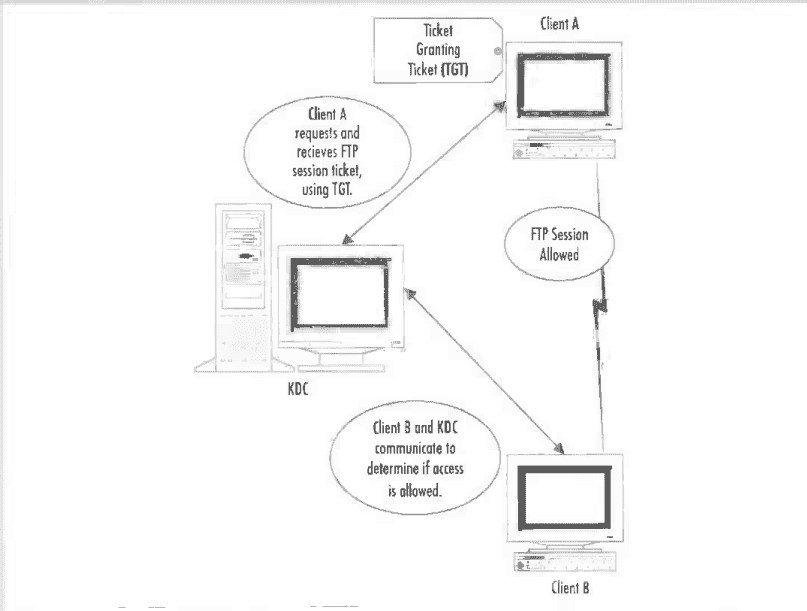 Ticket
Granting
Ticket (TGT)
Client A
Client A
requests and
recieves FTP
session ticket,
using TGT.
FTP Session
Allowed
KDC
Client B and KDC
communicate to
determine if access
is allowed.
Client B